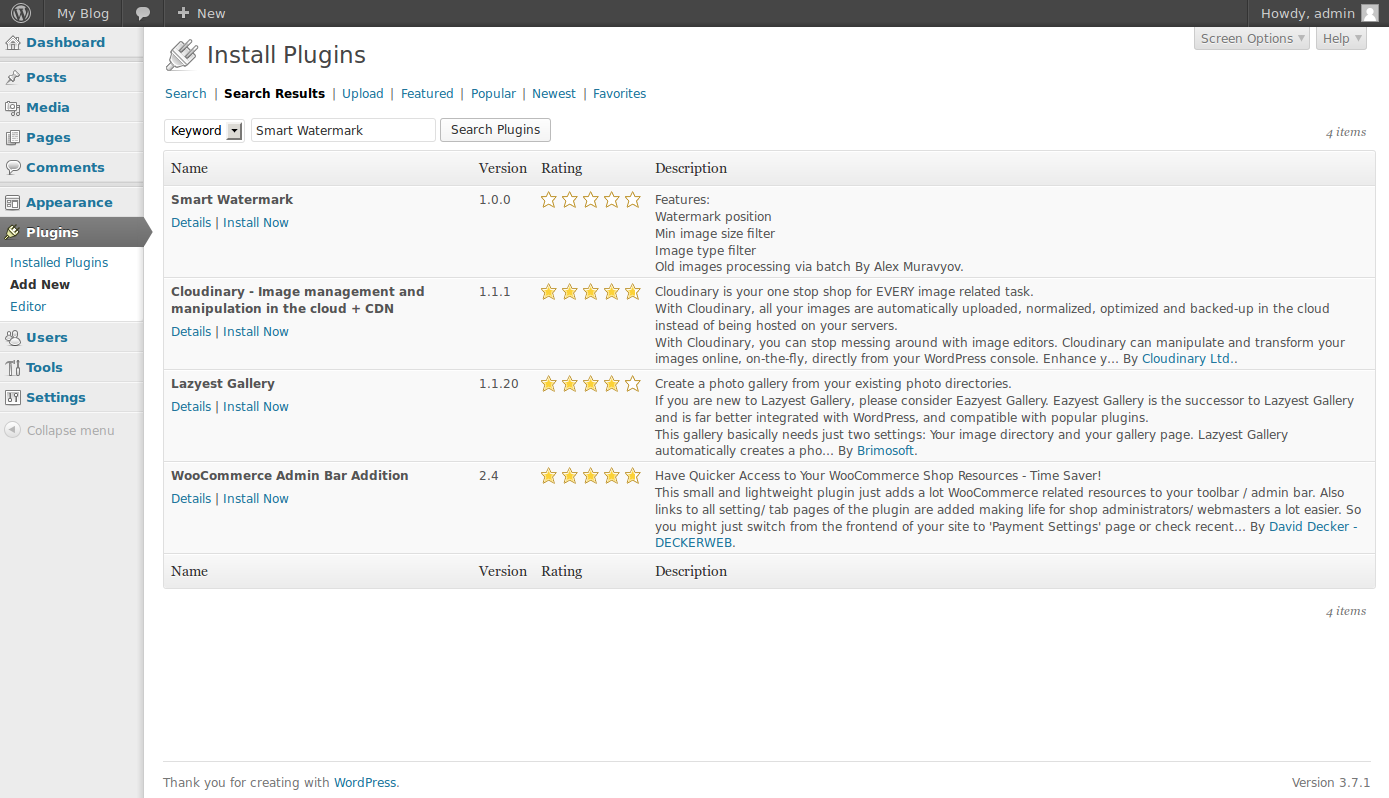 My Blog New Howdy, admin
Dashboard
Posts
Media
Pages
Comments
Appearance
Plugins
Installed Plugins
Add New
Editor
Users
Tools
Settings
Collapse menu
Screen Options Help
Install Plugins
Search | Search Results | Upload | Featured | Popular | Newest | Favorites
Keyword Smart Watermark Search Plugins 4 items
Name Version Rating Description
Smart Watermark 1.0.0
Details | Install Now
Features:
Watermark position
Min image size filter
Image type filter
Old images processing via batch By Alex Muravyov.
Cloudinary - Image management and
manipulation in the cloud + CDN
1.1.1
Details | Install Now
Cloudinary is your one stop shop for EVERY image related task.
With Cloudinary, all your images are automatically uploaded, normalized, optimized and backed-up in the cloud
instead of being hosted on your servers.
With Cloudinary, you can stop messing around with image editors. Cloudinary can manipulate and transform your
images online, on-the-fly, directly from your WordPress console. Enhance y… By Cloudinary Ltd..
Lazyest Gallery 1.1.20
Details | Install Now
Create a photo gallery from your existing photo directories.
If you are new to Lazyest Gallery, please consider Eazyest Gallery. Eazyest Gallery is the successor to Lazyest Gallery
and is far better integrated with WordPress, and compatible with popular plugins.
This gallery basically needs just two settings: Your image directory and your gallery page. Lazyest Gallery
automatically creates a pho… By Brimosoft.
WooCommerce Admin Bar Addition 2.4
Details | Install Now
Have Quicker Access to Your WooCommerce Shop Resources - Time Saver!
This small and lightweight plugin just adds a lot WooCommerce related resources to your toolbar / admin bar. Also
links to all setting/ tab pages of the plugin are added making life for shop administrators/ webmasters a lot easier. So
you might just switch from the frontend of your site to 'Payment Settings' page or check recent… By David Decker -
DECKERWEB.
Name Version Rating Description
4 items
Thank you for creating with WordPress. Version 3.7.1